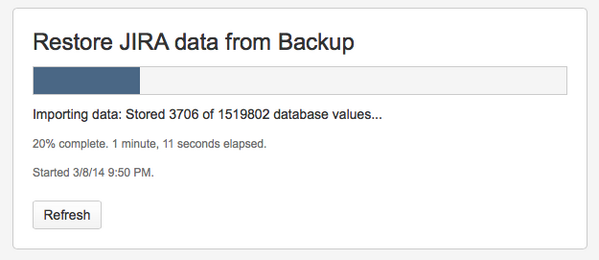 Restore JIRA data from Backup
Importing data: Stored 3706 of 1519802 database values...
20% complete. 1 minute, 11 seconds elapsed.
Started 3/8/14 9:50 PM.
Refresh